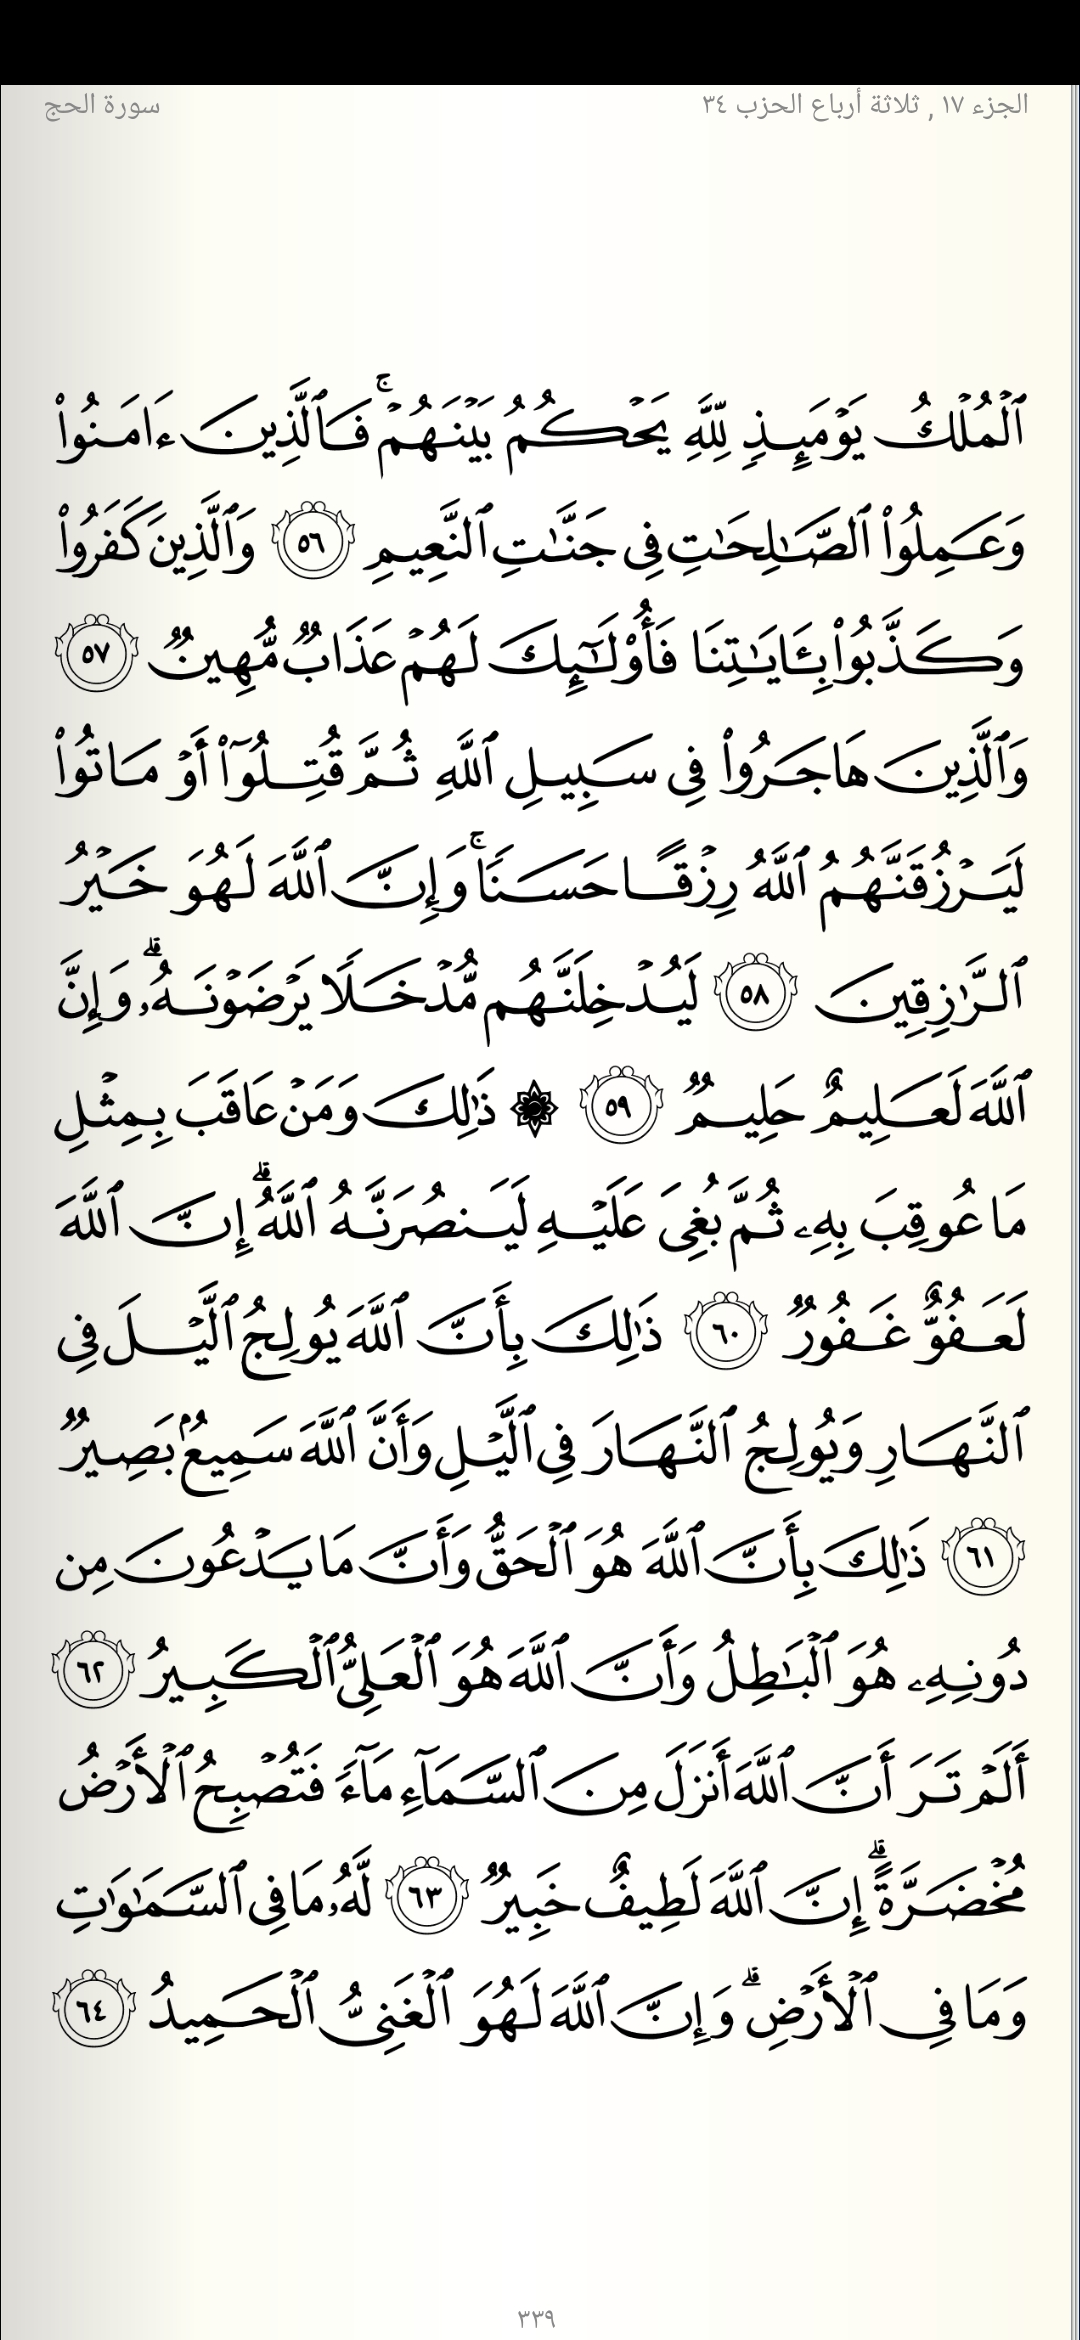 الجزء ١٧ , ثلاثة أرباع الحزب ٣٤
سورة الحج
ٱلۡمُلۡكُ يَوۡمَئِذٖ لِّلَّهِ يَحۡكُمُ بَيۡنَهُمۡۚ فَٱلَّذِينَ ءَامَنُواْ
وَعَمِلُواْ ٱلصَّٰلِحَٰتِ فِي جَنَّٰتِ ٱلنَّعِيمِ ٥٦ وَٱلَّذِينَ كَفَرُواْ
وَكَذَّبُواْ بِـَٔايَٰتِنَا فَأُوْلَٰٓئِكَ لَهُمۡ عَذَابٞ مُّهِينٞ ٥٧
وَٱلَّذِينَ هَاجَرُواْ فِي سَبِيلِ ٱللَّهِ ثُمَّ قُتِلُوٓاْ أَوۡ مَاتُواْ
لَيَرۡزُقَنَّهُمُ ٱللَّهُ رِزۡقًا حَسَنٗاۚ وَإِنَّ ٱللَّهَ لَهُوَ خَيۡرُ
ٱلرَّٰزِقِينَ ٥٨ لَيُدۡخِلَنَّهُم مُّدۡخَلٗا يَرۡضَوۡنَهُۥۗ وَإِنَّ
ٱللَّهَ لَعَلِيمٌ حَلِيمٞ ٥٩ ۞ ذَٰلِكَ وَمَنۡ عَاقَبَ بِمِثۡلِ
مَا عُوقِبَ بِهِۦ ثُمَّ بُغِيَ عَلَيۡهِ لَيَنصُرَنَّهُ ٱللَّهُۗ إِنَّ ٱللَّهَ
لَعَفُوٌّ غَفُورٞ ٦٠ ذَٰلِكَ بِأَنَّ ٱللَّهَ يُولِجُ ٱلَّيۡلَ فِي
ٱلنَّهَارِ وَيُولِجُ ٱلنَّهَارَ فِي ٱلَّيۡلِ وَأَنَّ ٱللَّهَ سَمِيعُۢ بَصِيرٞ
٦١ ذَٰلِكَ بِأَنَّ ٱللَّهَ هُوَ ٱلۡحَقُّ وَأَنَّ مَا يَدۡعُونَ مِن
دُونِهِۦ هُوَ ٱلۡبَٰطِلُ وَأَنَّ ٱللَّهَ هُوَ ٱلۡعَلِيُّ ٱلۡكَبِيرُ ٦٢
أَلَمۡ تَرَ أَنَّ ٱللَّهَ أَنزَلَ مِنَ ٱلسَّمَآءِ مَآءٗ فَتُصۡبِحُ ٱلۡأَرۡضُ
مُخۡضَرَّةًۚ إِنَّ ٱللَّهَ لَطِيفٌ خَبِيرٞ ٦٣ لَّهُۥ مَا فِي ٱلسَّمَٰوَٰتِ
وَمَا فِي ٱلۡأَرۡضِۗ وَإِنَّ ٱللَّهَ لَهُوَ ٱلۡغَنِيُّ ٱلۡحَمِيدُ ٦٤
٣٣٩